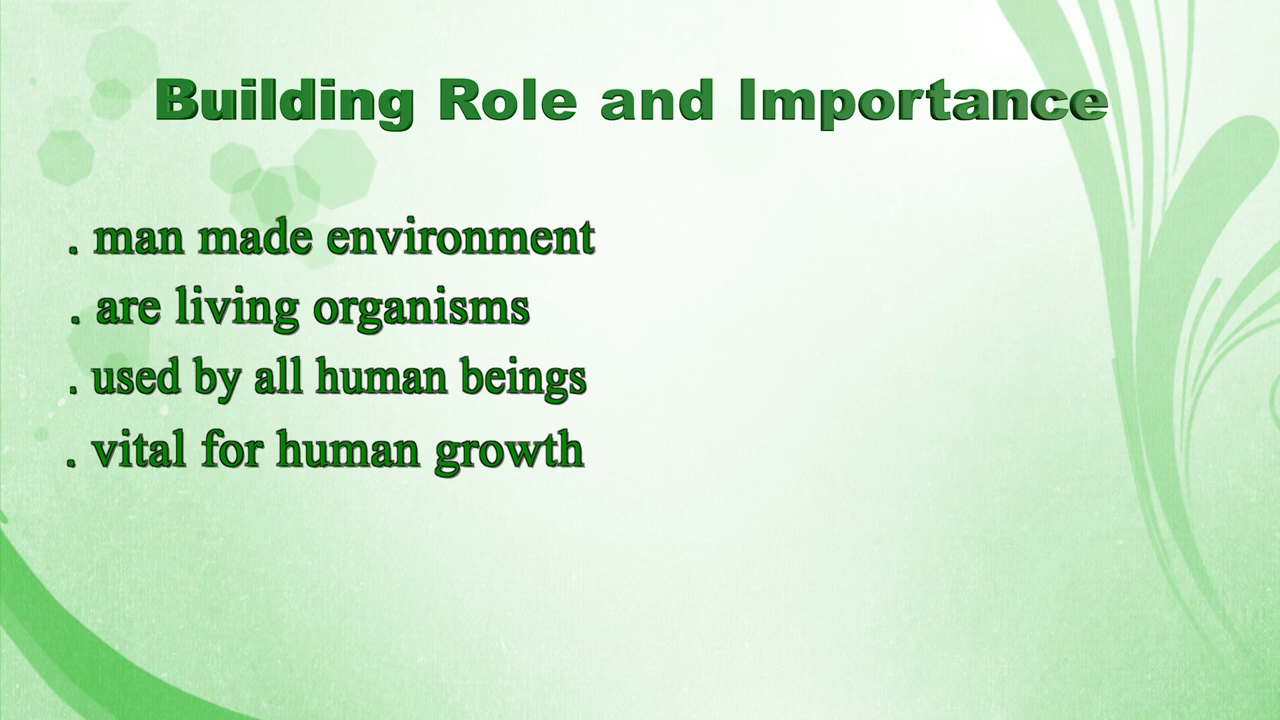 Building Role and Importance
. man made environment
. are living organisms
. used by all human beings
. vital for human growth